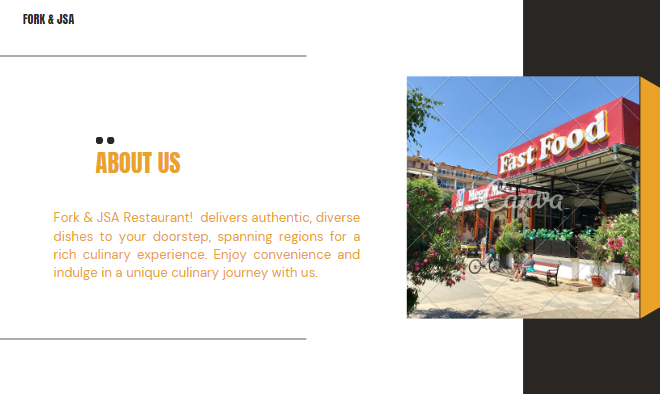 FORK & JSA
ABOUT US
Fork & JSA Restaurant!  delivers authentic, diverse
dishes to your doorstep, spanning regions for a
rich culinary experience. Enjoy convenience and
indulge in a unique culinary journey with us.
Fast Food
Mega
Canva